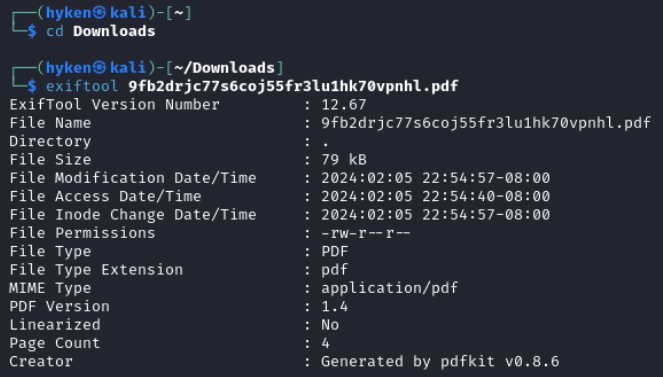 ┌──(hyken㉿kali)-[~]
└─$ cd Downloads
┌──(hyken㉿kali)-[~/Downloads]
└─$ exiftool 9fb2drjc77s6coj55fr3lu1hk70vpnhl.pdf
ExifTool Version Number         : 12.67
File Name                       : 9fb2drjc77s6coj55fr3lu1hk70vpnhl.pdf
Directory                       : .
File Size                       : 79 kB
File Modification Date/Time     : 2024:02:05 22:54:57-08:00
File Access Date/Time           : 2024:02:05 22:54:40-08:00
File Inode Change Date/Time     : 2024:02:05 22:54:57-08:00
File Permissions                : -rw-r--r--
File Type                       : PDF
File Type Extension             : pdf
MIME Type                       : application/pdf
PDF Version                     : 1.4
Linearized                      : No
Page Count                      : 4
Creator                         : Generated by pdfkit v0.8.6